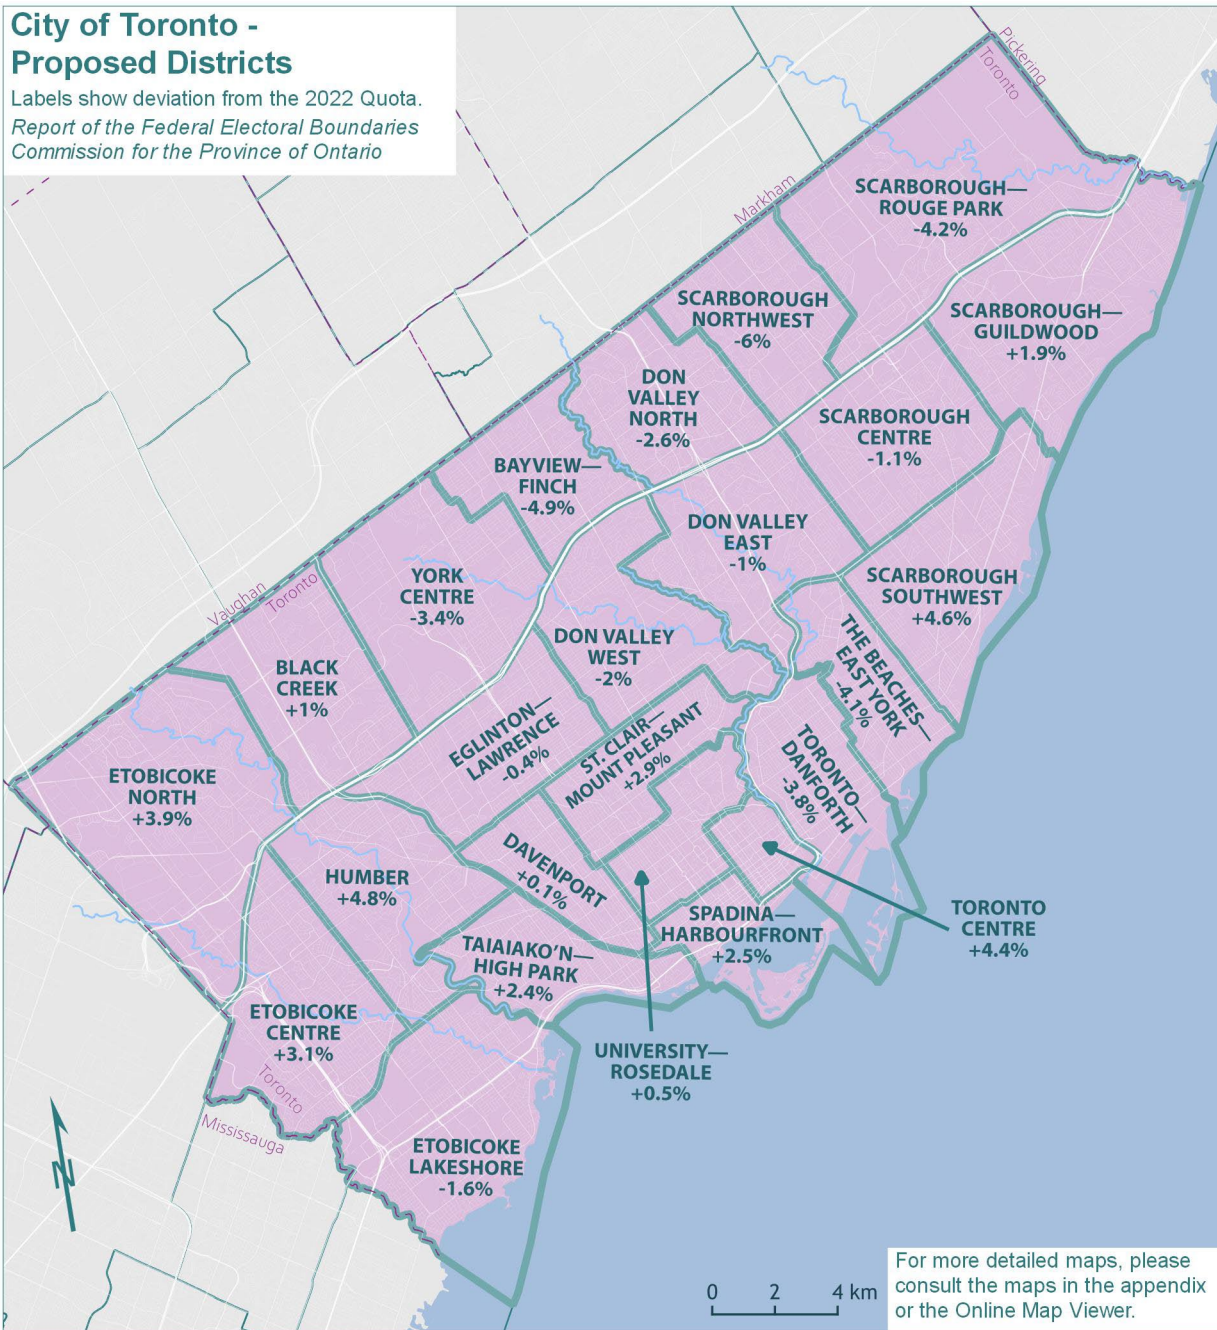 City of Toronto -
Proposed Districts
Labels show deviation from the 2022 Quota.
Report of the Federal Electoral Boundaries
Commission for the Province of Ontario
Pickering
Toronto
Markham
SCARBOROUGH—
ROUGE PARK
-4.2%
SCARBOROUGH
NORTHWEST
-6%
SCARBOROUGH—
GUILDWOOD
+1.9%
DON
VALLEY
NORTH
-2.6%
SCARBOROUGH
CENTRE
-1.1%
BAYVIEW—
FINCH
-4.9%
DON VALLEY
EAST
-1%
YORK
CENTRE
-3.4%
SCARBOROUGH
SOUTHWEST
+4.6%
Vaughan
Toronto
DON VALLEY
WEST
-2%
THE BEACHES—
EAST YORK
-4.1%
BLACK
CREEK
+1%
EGLINTON—
LAWRENCE
-0.4%
ST. CLAIR—
MOUNT PLEASANT
+2.9%
TORONTO—
DANFORTH
-3.8%
ETOBICOKE
NORTH
+3.9%
HUMBER
+4.8%
DAVENPORT
+0.1%
SPADINA—
HARBOURFRONT
+2.5%
TORONTO
CENTRE
+4.4%
TAIAIAKO'N—
HIGH PARK
+2.4%
ETOBICOKE
CENTRE
+3.1%
UNIVERSITY—
ROSEDALE
+0.5%
Toronto
Mississauga
ETOBICOKE
LAKESHORE
-1.6%
N
0 2 4 km
For more detailed maps, please
consult the maps in the appendix
or the Online Map Viewer.